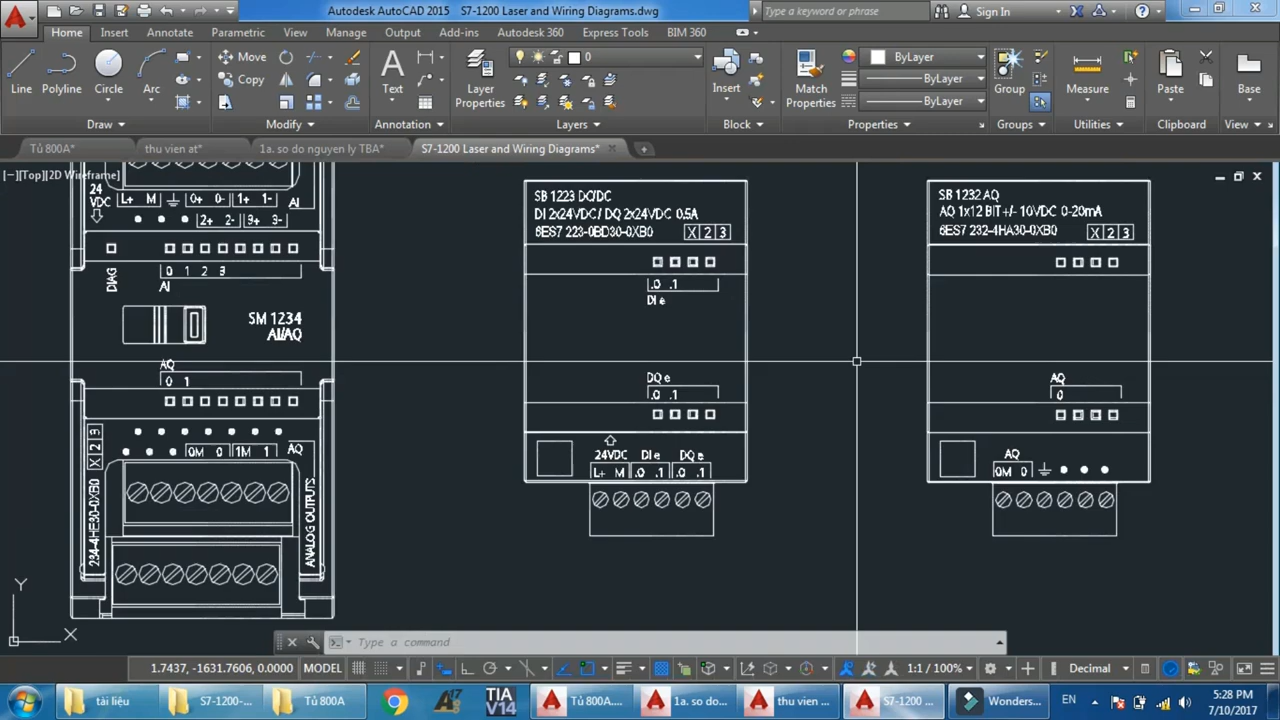 Autodesk AutoCAD 2015 S7-1200 Laser and Wiring Diagrams.dwg
Type a keyword or phrase
Sign In
Home Insert Annotate Parametric View Manage Output Add-ins Autodesk 360 Express Tools BIM 360
Line Polyline Circle Arc
Move
Copy
Text
Layer
Properties
0
Insert
Match
Properties
ByLayer
ByLayer
ByLayer
Group
Measure
Paste
Base
Draw Modify Annotation Layers Block Properties Groups Utilities Clipboard View
Tủ 800A* thu vien at* 1a. so do nguyen ly TBA* S7-1200 Laser and Wiring Diagrams*
[−][Top][2D Wireframe]
24
VDC
L+ M 0+ 0- 1+ 1- AI
2+ 2- 3+ 3-
DIAG
0 1 2 3
AI
SM 1234
AI/AQ
AQ
0 1
X 2 3
0M 0 1M 1 AQ
234-4HE30-0XB0
ANALOG OUTPUTS
SB 1223 DC/DC
DI 2x24VDC/ DQ 2x24VDC 0.5A
6ES7 223-0BD30-0XB0 X 2 3
.0 .1
DI e
DQ e
.0 .1
24VDC DI e DQ e
L+ M .0 .1 .0 .1
SB 1232 AQ
AQ 1x12 BIT+/- 10VDC 0-20mA
6ES7 232-4HA30-0XB0 X 2 3
AQ
0
AQ
0M 0
Y
X
Type a command
1.7437, -1631.7606, 0.0000 MODEL 1:1 / 100% Decimal
tài liệu S7-1200-... Tủ 800A TIA V14 Tủ 800A.... 1a. so do... thu vien ... S7-1200 ... Wonders... EN
5:28 PM
7/10/2017